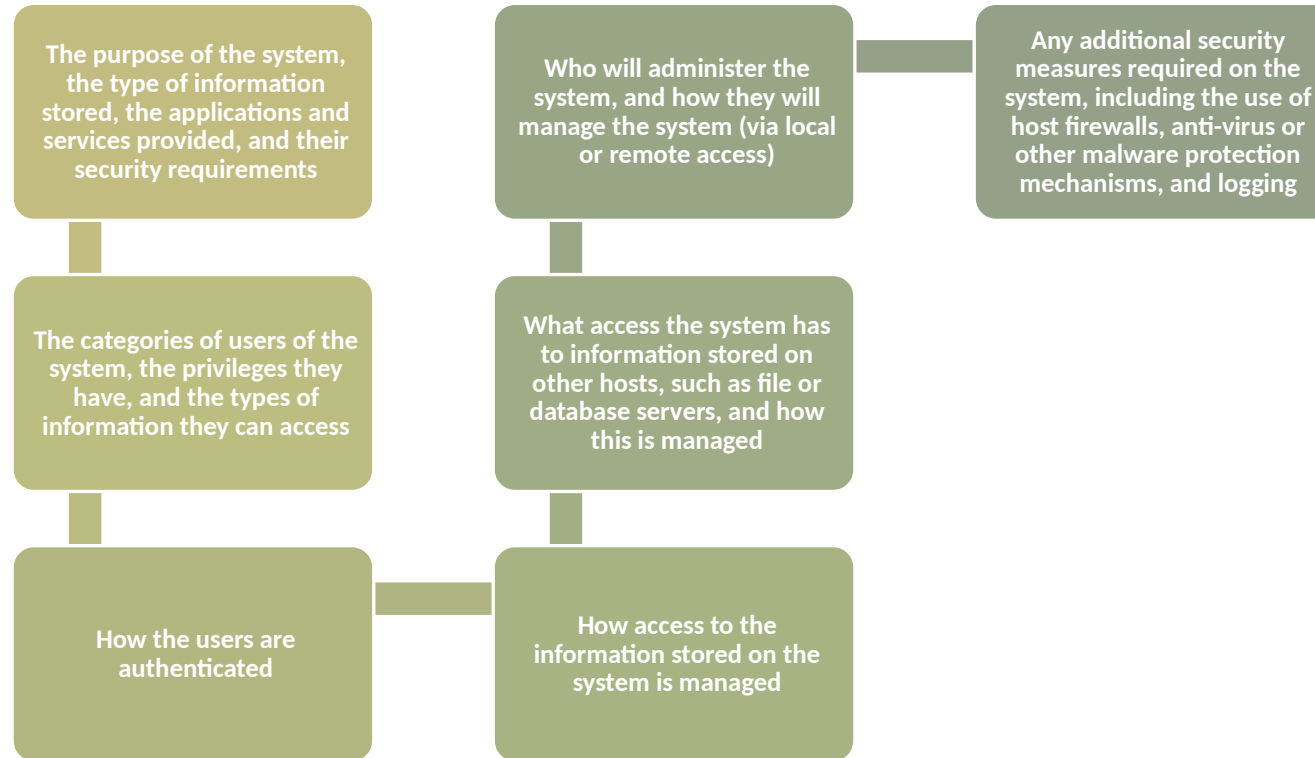 The purpose of the system,
the type of information
stored, the applications and
services provided, and their
security requirements
The categories of users of the
system, the privileges they
have, and the types of
information they can access
How the users are
authenticated
How access to the
information stored on the
system is managed
What access the system has
to information stored on
other hosts, such as file or
database servers, and how
this is managed
Who will administer the
system, and how they will
manage the system (via local
or remote access)
Any additional security
measures required on the
system, including the use of
host firewalls, anti-virus or
other malware protection
mechanisms, and logging